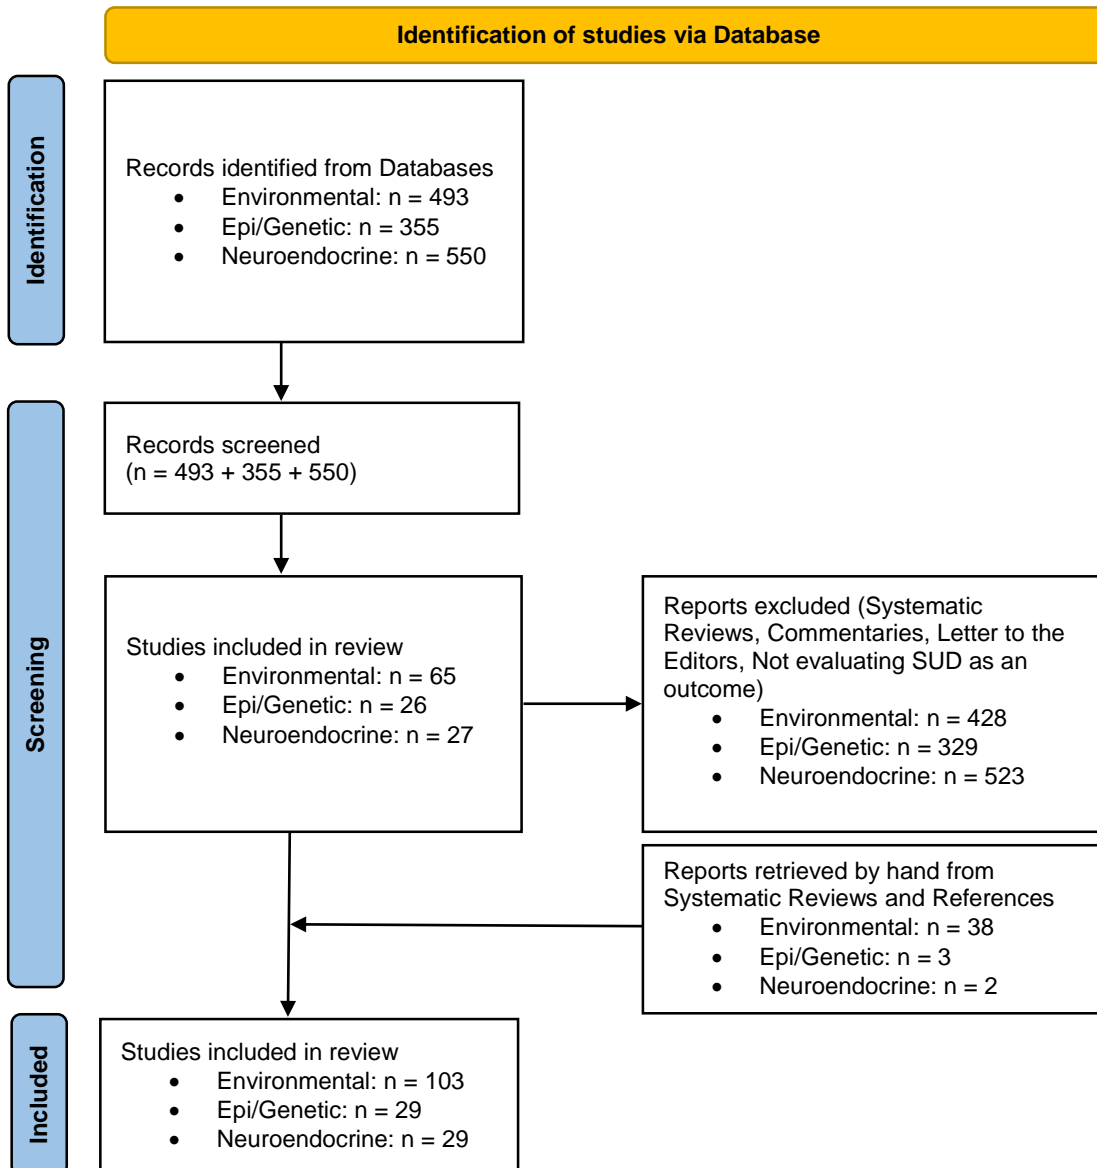 Identification of studies via Database
Identification
Records identified from Databases
• Environmental: n = 493
• Epi/Genetic: n = 355
• Neuroendocrine: n = 550
Screening
Records screened
(n = 493 + 355 + 550)
Studies included in review
• Environmental: n = 65
• Epi/Genetic: n = 26
• Neuroendocrine: n = 27
Reports excluded (Systematic
Reviews, Commentaries, Letter to the
Editors, Not evaluating SUD as an
outcome)
• Environmental: n = 428
• Epi/Genetic: n = 329
• Neuroendocrine: n = 523
Reports retrieved by hand from
Systematic Reviews and References
• Environmental: n = 38
• Epi/Genetic: n = 3
• Neuroendocrine: n = 2
Included
Studies included in review
• Environmental: n = 103
• Epi/Genetic: n = 29
• Neuroendocrine: n = 29